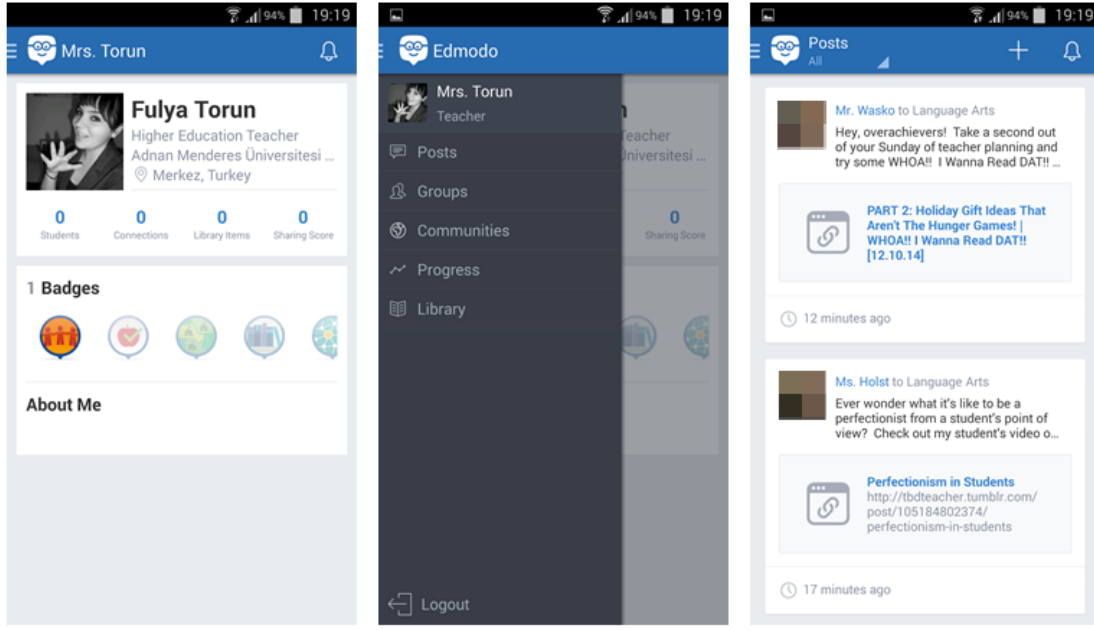 94% 19:19
Mrs. Torun
Fulya Torun
Higher Education Teacher
Adnan Menderes Üniversitesi ...
Merkez, Turkey
0 0 0 0
Students Connections Library Items Sharing Score
1 Badges
About Me
94% 19:19
Edmodo
Mrs. Torun
Teacher
Posts
Groups
Communities
Progress
Library
Logout
Teacher
Üniversitesi ...
0
Sharing Score
94% 19:19
Posts
All
Mr. Wasko to Language Arts
Hey, overachievers! Take a second out
of your Sunday of teacher planning and
try some WHOA!! I Wanna Read DAT!! ...
PART 2: Holiday Gift Ideas That
Aren't The Hunger Games! |
WHOA!! I Wanna Read DAT!!
[12.10.14]
12 minutes ago
Ms. Holst to Language Arts
Ever wonder what it's like to be a
perfectionist from a student's point of
view? Check out my student's video o...
Perfectionism in Students
http://tbdteacher.tumblr.com/
post/105184802374/
perfectionism-in-students
17 minutes ago